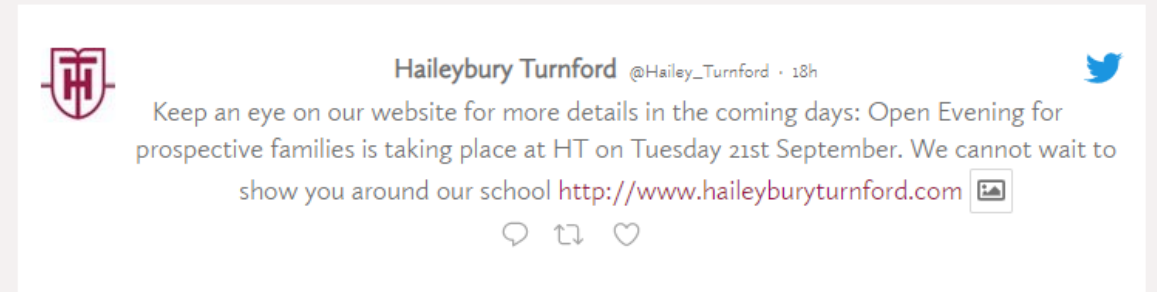 Haileybury Turnford @Hailey_Turnford · 18h
Keep an eye on our website for more details in the coming days: Open Evening for
prospective families is taking place at HT on Tuesday 21st September. We cannot wait to
show you around our school http://www.haileyburyturnford.com